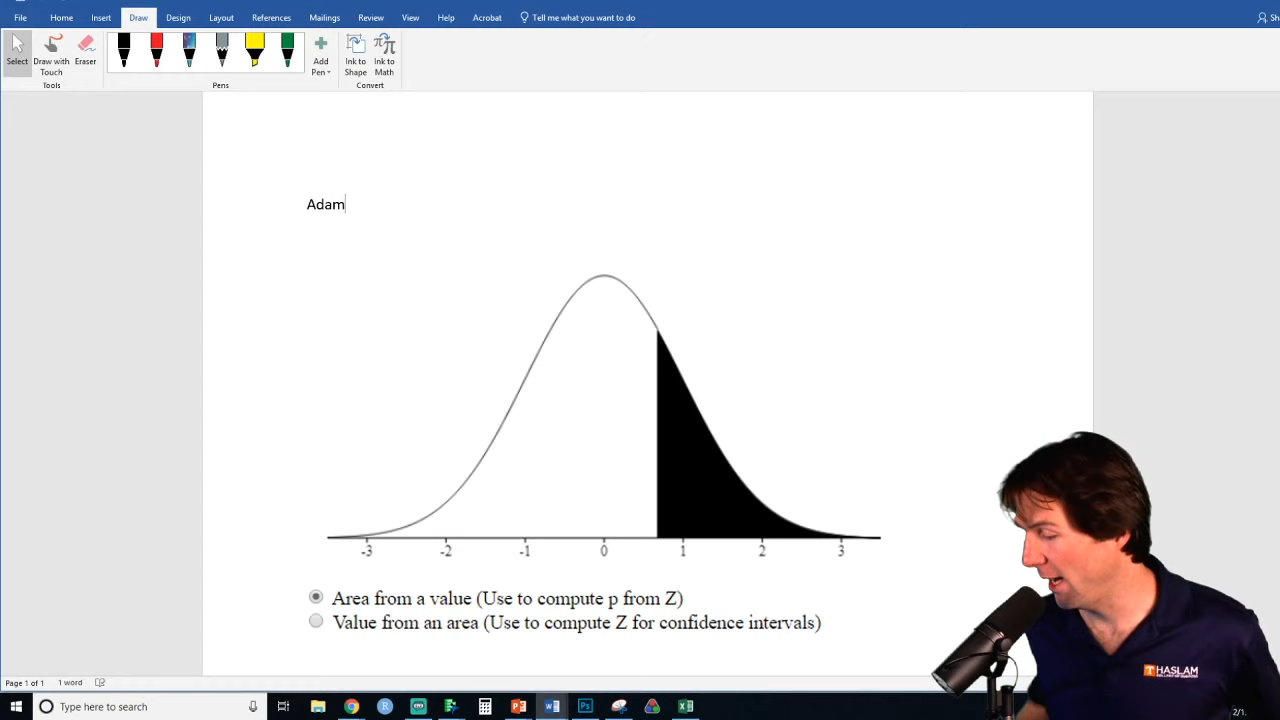 File Home Insert Draw Design Layout References Mailings Review View Help Acrobat Tell me what you want to do Sha
Select Draw with Touch Eraser Add Pen Ink to Shape Ink to Math
Tools Pens Convert
Adam
-3 -2 -1 0 1 2 3
Area from a value (Use to compute p from Z)
Value from an area (Use to compute Z for confidence intervals)
T HASLAM
Page 1 of 1 1 word
Type here to search
2/1.